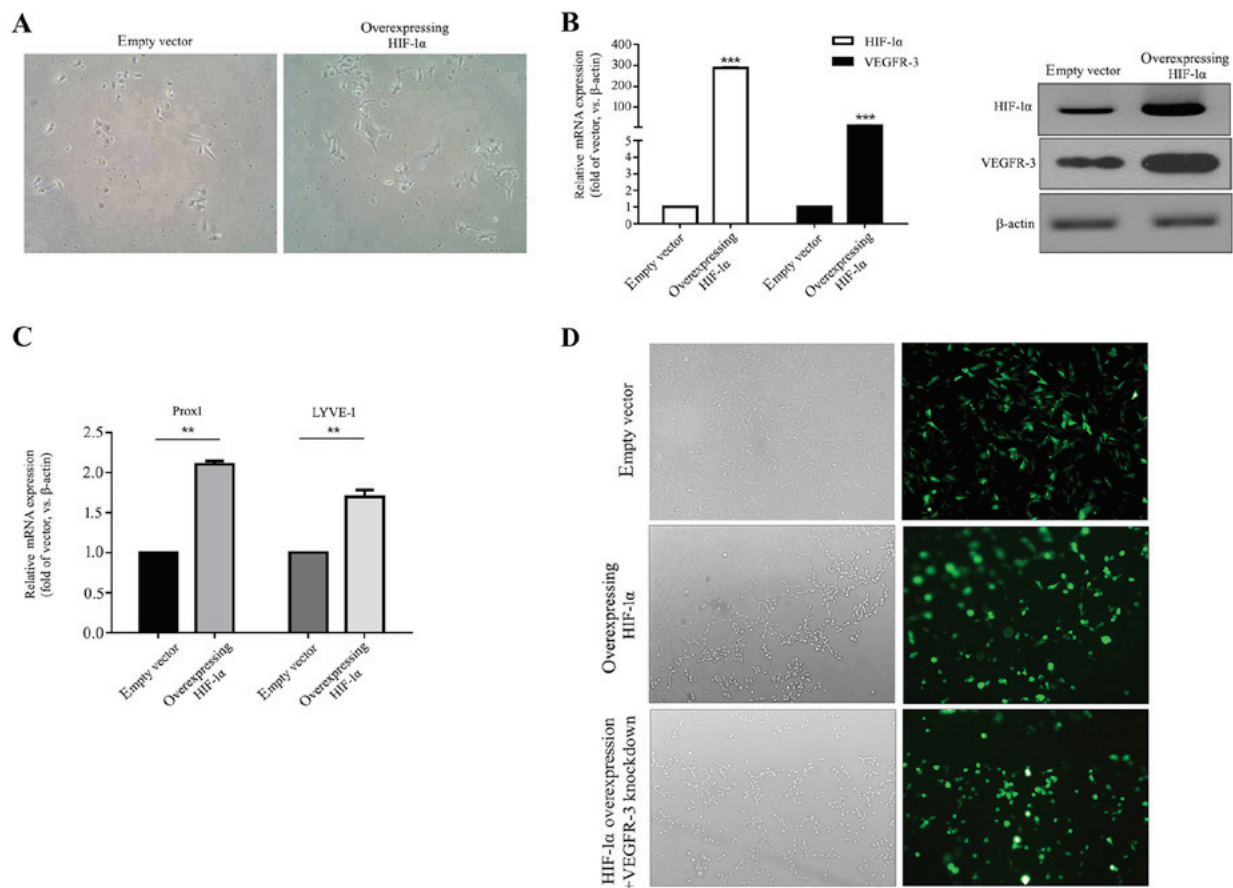 A
Empty vector
Overexpressing
HIF-1α
B
Relative mRNA expression
(fold of vector, vs. β-actin)
400
300
200
100
6
5
4
3
2
1
0
HIF-1α
VEGFR-3
***
***
Empty vector
Overexpressing
HIF-1α
Empty vector
Overexpressing
HIF-1α
Empty vector
Overexpressing
HIF-1α
HIF-1α
VEGFR-3
β-actin
C
Relative mRNA expression
(fold of vector, vs. β-actin)
2.5
2.0
1.5
1.0
0.5
0.0
Prox1
**
LYVE-1
**
Empty vector
Overexpressing
HIF-1α
Empty vector
Overexpressing
HIF-1α
D
Empty vector
Overexpressing
HIF-1α
HIF-1α overexpression
+VEGFR-3 knockdown